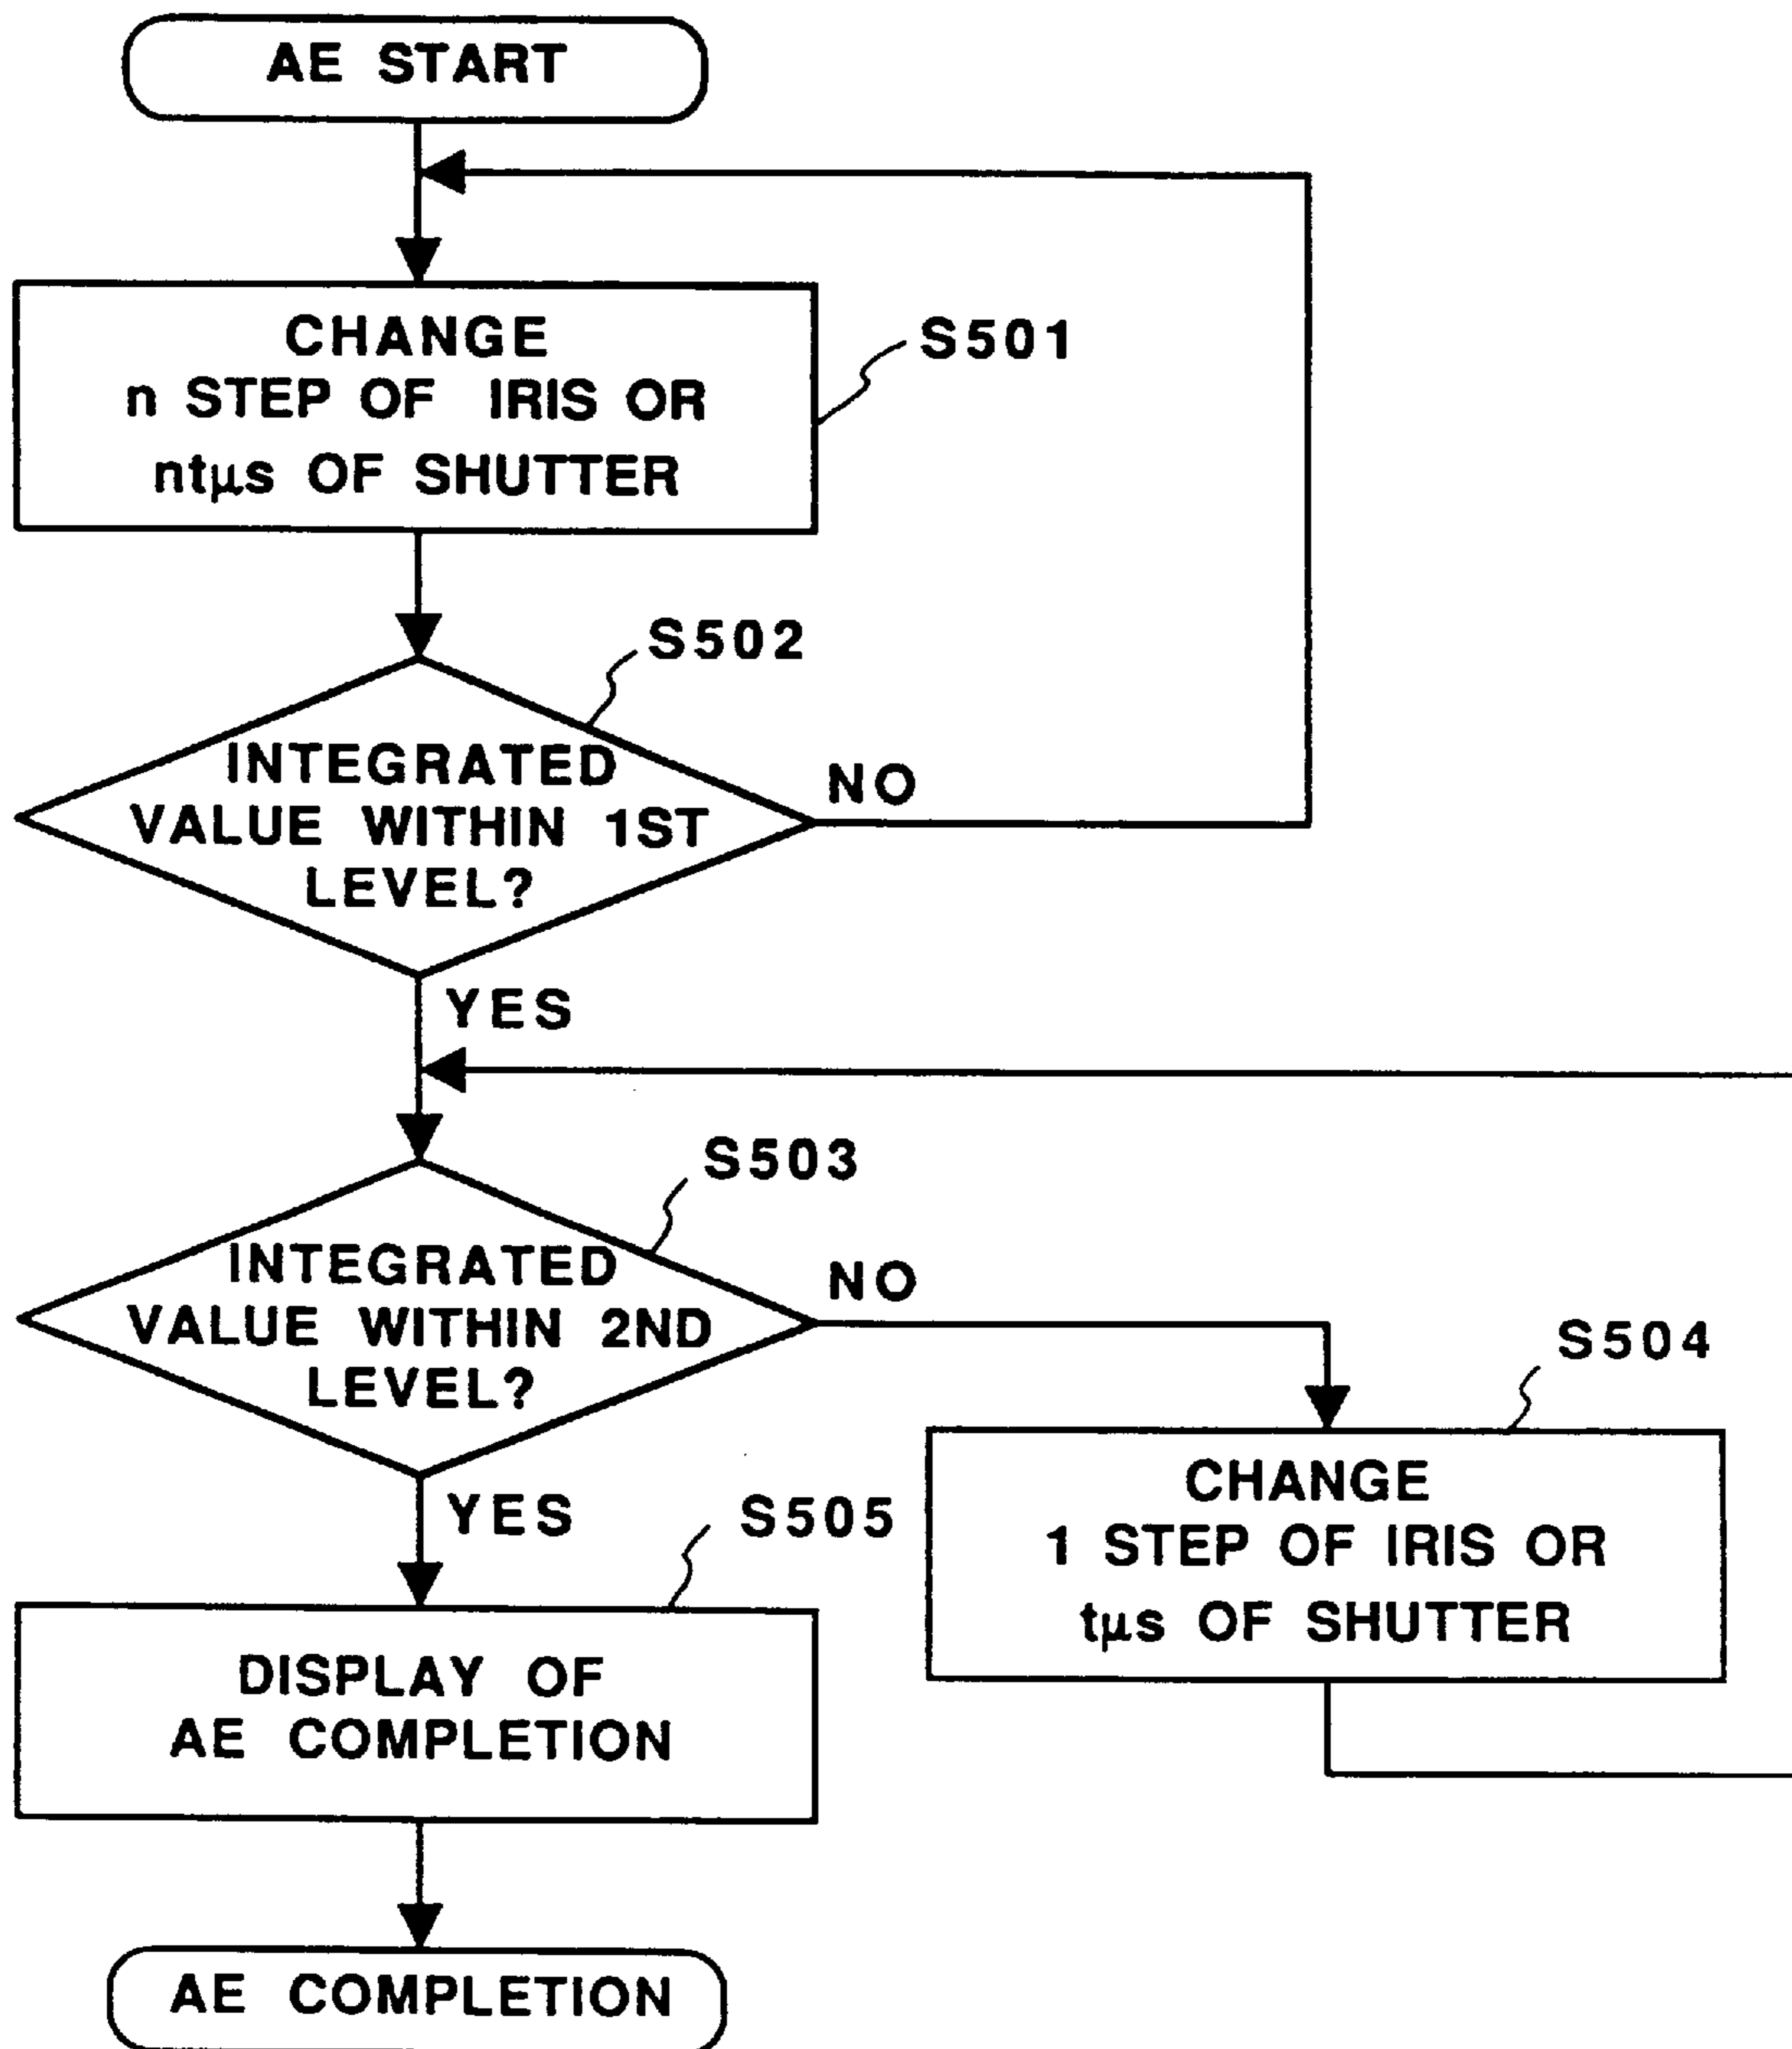 AE START
CHANGE
n STEP OF IRIS OR
ntμs OF SHUTTER
S501
S502
INTEGRATED
VALUE WITHIN 1ST
LEVEL?
NO
YES
S503
INTEGRATED
VALUE WITHIN 2ND
LEVEL?
NO
YES
S504
CHANGE
1 STEP OF IRIS OR
tμs OF SHUTTER
S505
DISPLAY OF
AE COMPLETION
AE COMPLETION